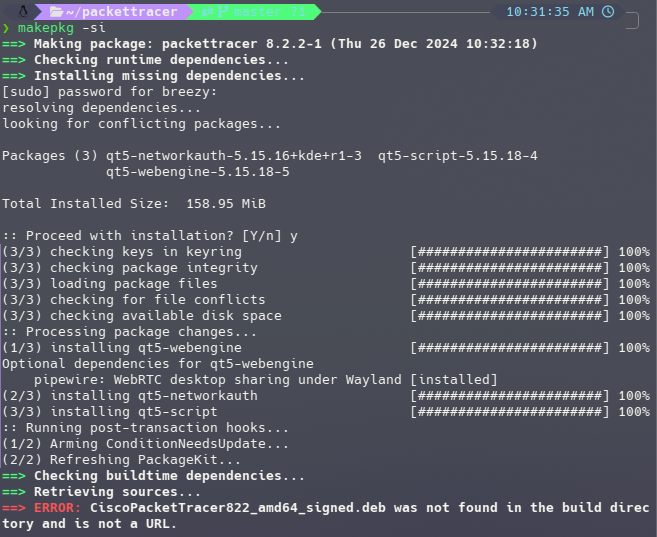 ~/packettracer master ?1 10:31:35 AM
❯ makepkg -si
==> Making package: packettracer 8.2.2-1 (Thu 26 Dec 2024 10:32:18)
==> Checking runtime dependencies...
==> Installing missing dependencies...
[sudo] password for breezy:
resolving dependencies...
looking for conflicting packages...
Packages (3) qt5-networkauth-5.15.16+kde+r1-3  qt5-script-5.15.18-4
qt5-webengine-5.15.18-5
Total Installed Size:  158.95 MiB
:: Proceed with installation? [Y/n] y
(3/3) checking keys in keyring [#######################] 100%
(3/3) checking package integrity [#######################] 100%
(3/3) loading package files [#######################] 100%
(3/3) checking for file conflicts [#######################] 100%
(3/3) checking available disk space [#######################] 100%
:: Processing package changes...
(1/3) installing qt5-webengine [#######################] 100%
Optional dependencies for qt5-webengine
pipewire: WebRTC desktop sharing under Wayland [installed]
(2/3) installing qt5-networkauth [#######################] 100%
(3/3) installing qt5-script [#######################] 100%
:: Running post-transaction hooks...
(1/2) Arming ConditionNeedsUpdate...
(2/2) Refreshing PackageKit...
==> Checking buildtime dependencies...
==> Retrieving sources...
==> ERROR: CiscoPacketTracer822_amd64_signed.deb was not found in the build direc
tory and is not a URL.